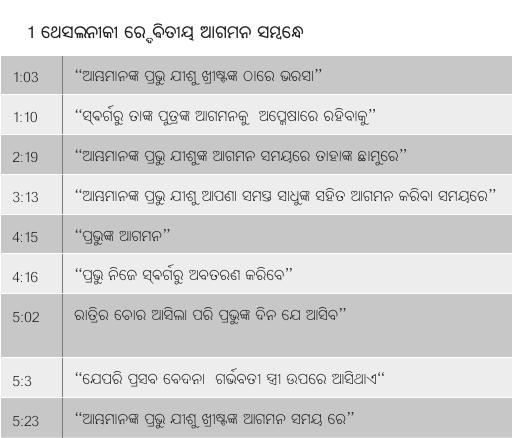 1 ଥେସଲନୀକୀ ରେ ଦ୍ଵିତୀୟ ଆଗମନ ସମ୍ଵନ୍ଧେ
1:03 “ଆମ୍ଭମାନଙ୍କ ପ୍ରଭୁ ଯୀଶୁ ଖ୍ରୀଷ୍ଟଙ୍କ ଠାରେ ଭରସା”
1:10 “ସ୍ଵର୍ଗରୁ ତାଙ୍କ ପୁତ୍ରଙ୍କ ଆଗମନକୁ ଅପେକ୍ଷାରେ ରହିବାକୁ”
2:19 “ଆମ୍ଭମାନଙ୍କ ପ୍ରଭୁ ଯୀଶୁଙ୍କ ଆଗମନ ସମୟରେ ତାହାଙ୍କ ଛାମୁରେ”
3:13 “ଆମ୍ଭମାନଙ୍କ ପ୍ରଭୁ ଯୀଶୁ ଆପଣା ସମସ୍ତ ସାଧୁଙ୍କ ସହିତ ଆଗମନ କରିବା ସମୟରେ”
4:15 “ପ୍ରଭୁଙ୍କ ଆଗମନ”
4:16 “ପ୍ରଭୁ ନିଜେ ସ୍ଵର୍ଗରୁ ଅବତରଣ କରିବେ”
5:02 ରାତ୍ରିର ଚୋର ଆସିଲା ପରି ପ୍ରଭୁଙ୍କ ଦିନ ଯେ ଆସିବ”
5:3 “ଯେପରି ପ୍ରସବ ବେଦନା ଗର୍ଭବତୀ ସ୍ତ୍ରୀ ଉପରେ ଆସିଥାଏ“
5:23 “ଆମ୍ଭମାନଙ୍କ ପ୍ରଭୁ ଯୀଶୁ ଖ୍ରୀଷ୍ଟଙ୍କ ଆଗମନ ସମୟ ରେ”